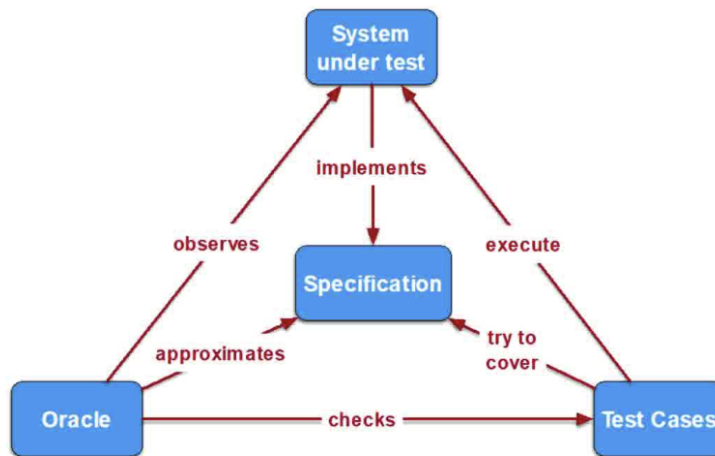 System
under test
implements
observes
execute
Specification
approximates
try to
cover
Oracle
checks
Test Cases